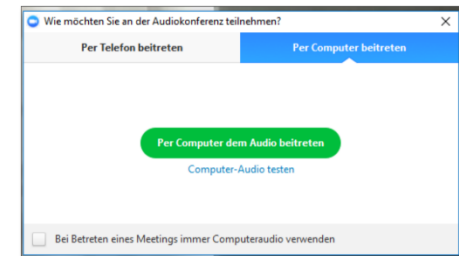 Wie möchten Sie an der Audiokonferenz teilnehmen?
Per Telefon beitreten
Per Computer beitreten
Per Computer dem Audio beitreten
Computer-Audio testen
Bei Betreten eines Meetings immer Computeraudio verwenden